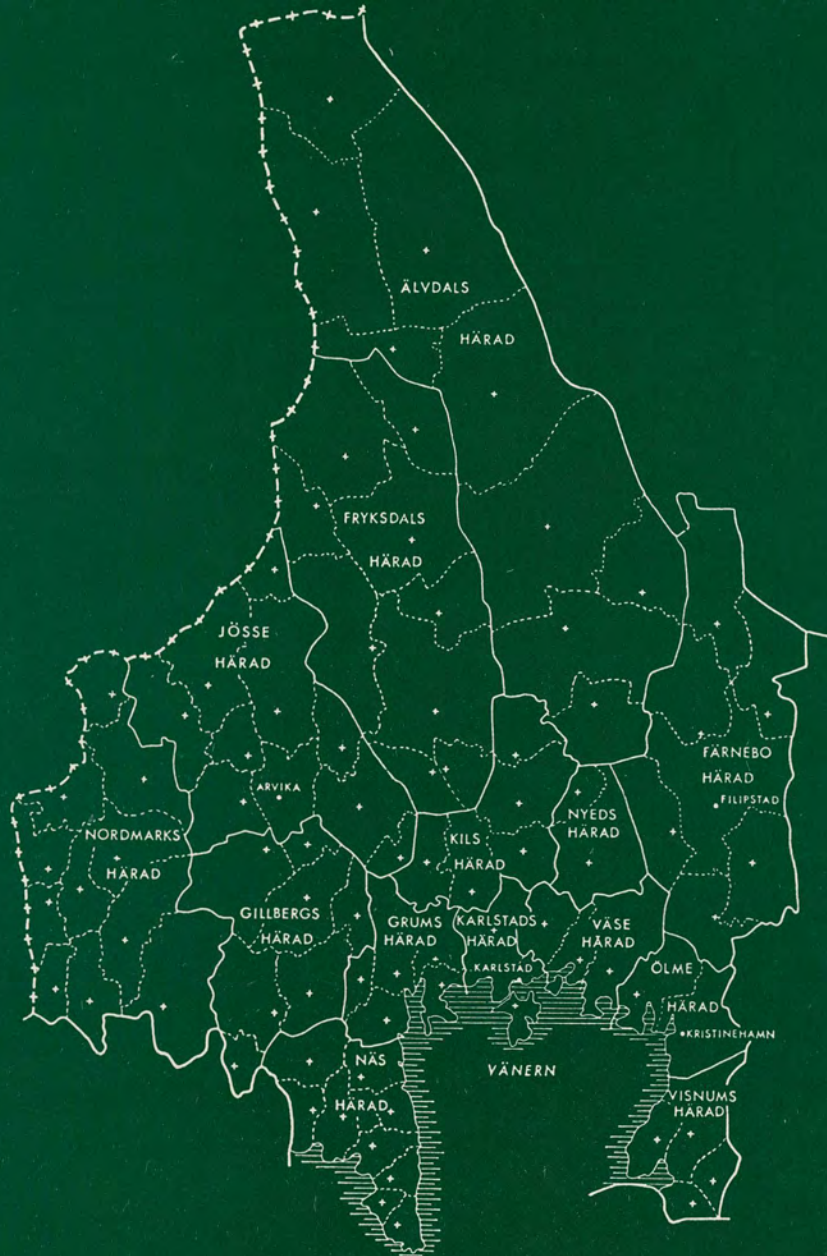 ÄLVDALS
HÄRAD
FRYKSDALS
HÄRAD
JÖSSE
HÄRAD
FÄRNEBO
HÄRAD
FILIPSTAD
ARVIKA
NYEDS
HÄRAD
NORDMARKS
HÄRAD
KILS
HÄRAD
GILLBERGS
HÄRAD
GRUMS
HÄRAD
KARLSTADS
HÄRAD
KARLSTAD
VÄSE
HÄRAD
ÖLME
HÄRAD
KRISTINEHAMN
NÄS
HÄRAD
VÄNERN
VISNUMS
HÄRAD